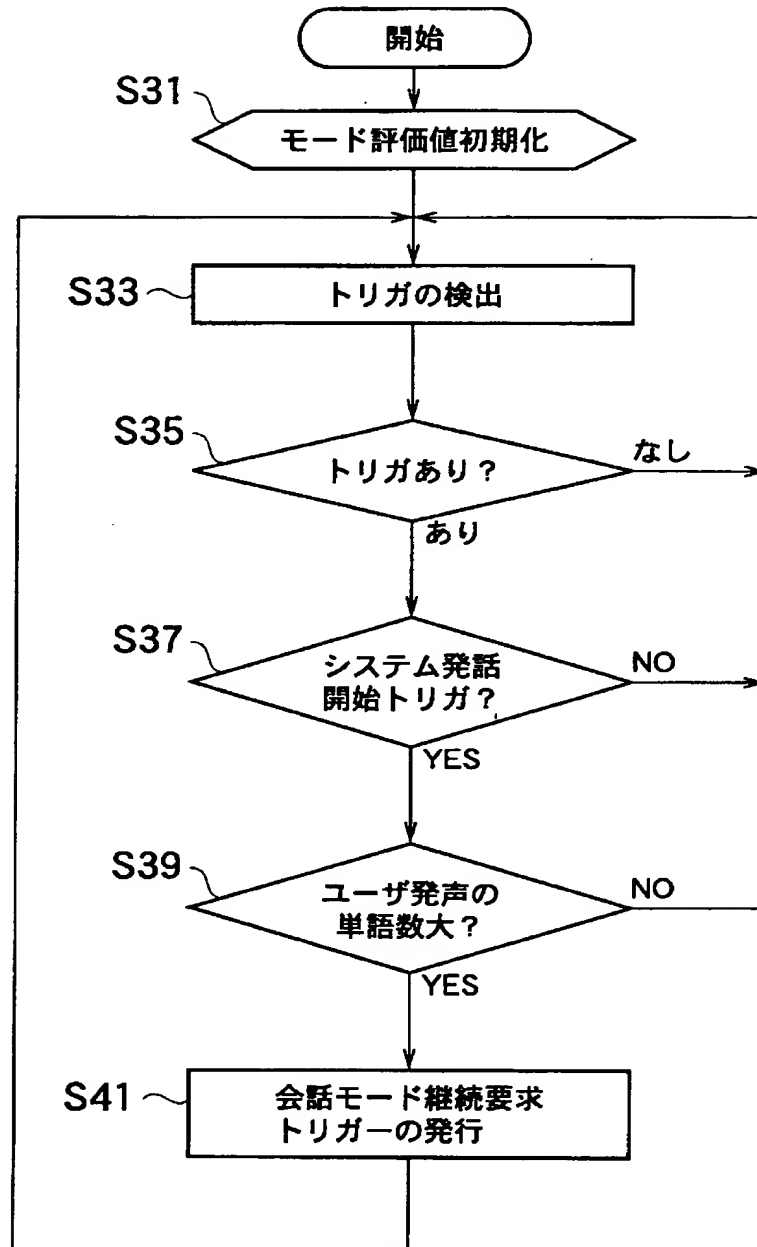 開始
S31
モード評価値初期化
S33
トリガの検出
S35
トリガあり？
なし
あり
S37
システム発話
開始トリガ？
NO
YES
S39
ユーザ発声の
単語数大？
NO
YES
S41
会話モード継続要求
トリガーの発行